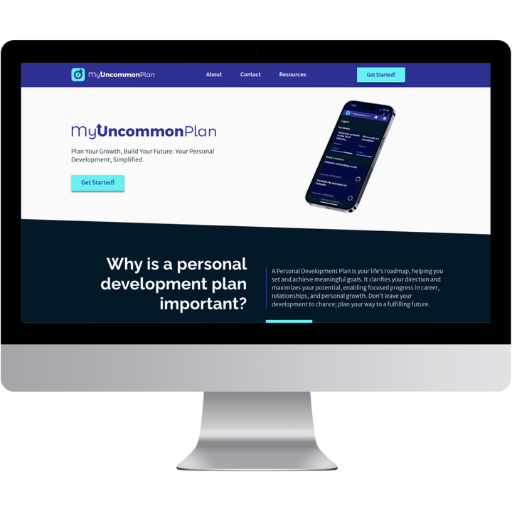 MyUncommonPlan
About
Contact
Resources
Get Started!
MyUncommonPlan
Plan Your Growth, Build Your Future: Your Personal
Development, Simplified.
Get Started!
Why is a personal
development plan
important?
A Personal Development Plan is your life's roadmap, helping you
set and achieve meaningful goals. It clarifies your direction and
maximizes your potential, enabling focused progress in career,
relationships, and personal growth. Don't leave your
development to chance; plan your way to a fulfilling future.